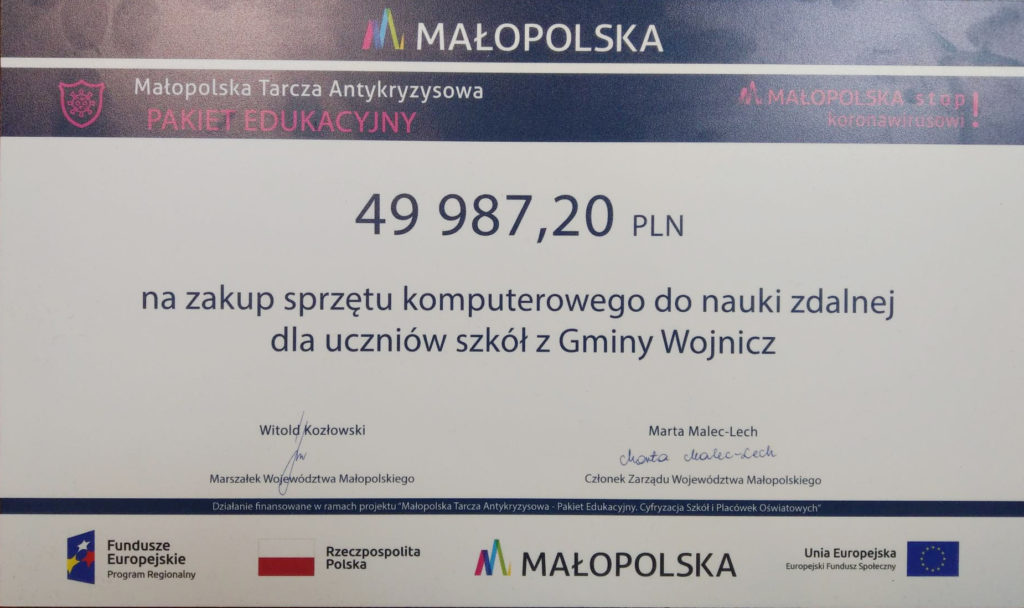 MAŁOPOLSKA
Małopolska Tarcza Antykryzysowa
PAKIET EDUKACYJNY
MAŁOPOLSKA stop
koronawirusowi !
49 987,20 PLN
na zakup sprzętu komputerowego do nauki zdalnej
dla uczniów szkół z Gminy Wojnicz
Witold Kozłowski
Marszałek Województwa Małopolskiego
Marta Malec-Lech
Marta Malec-Lech
Członek Zarządu Województwa Małopolskiego
Działanie finansowane w ramach projektu "Małopolska Tarcza Antykryzysowa - Pakiet Edukacyjny. Cyfryzacja Szkół i Placówek Oświatowych"
Fundusze
Europejskie
Program Regionalny
Rzeczpospolita
Polska
MAŁOPOLSKA
Unia Europejska
Europejski Fundusz Społeczny